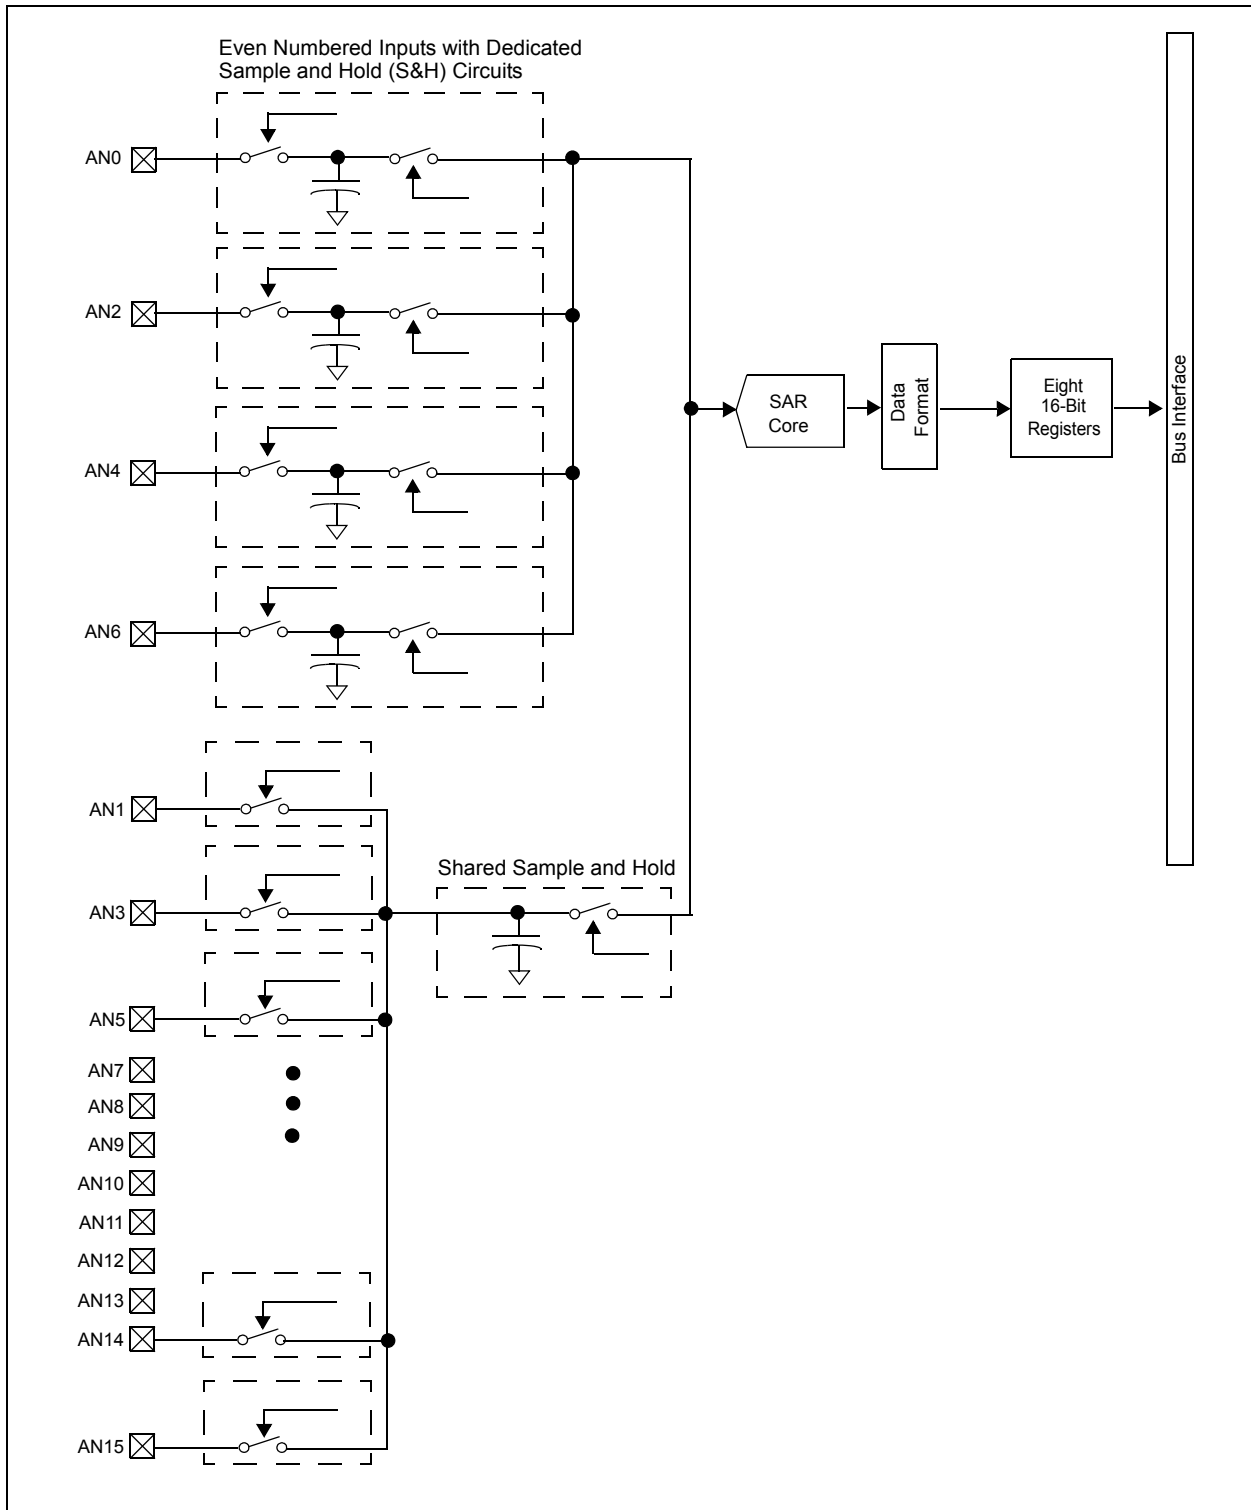 Even Numbered Inputs with Dedicated
Sample and Hold (S&H) Circuits
AN0
AN2
AN4
AN6
SAR
Core
Data
Format
Eight
16-Bit
Registers
Bus Interface
AN1
AN3
Shared Sample and Hold
AN5
AN7
AN8
AN9
AN10
AN11
AN12
AN13
AN14
AN15